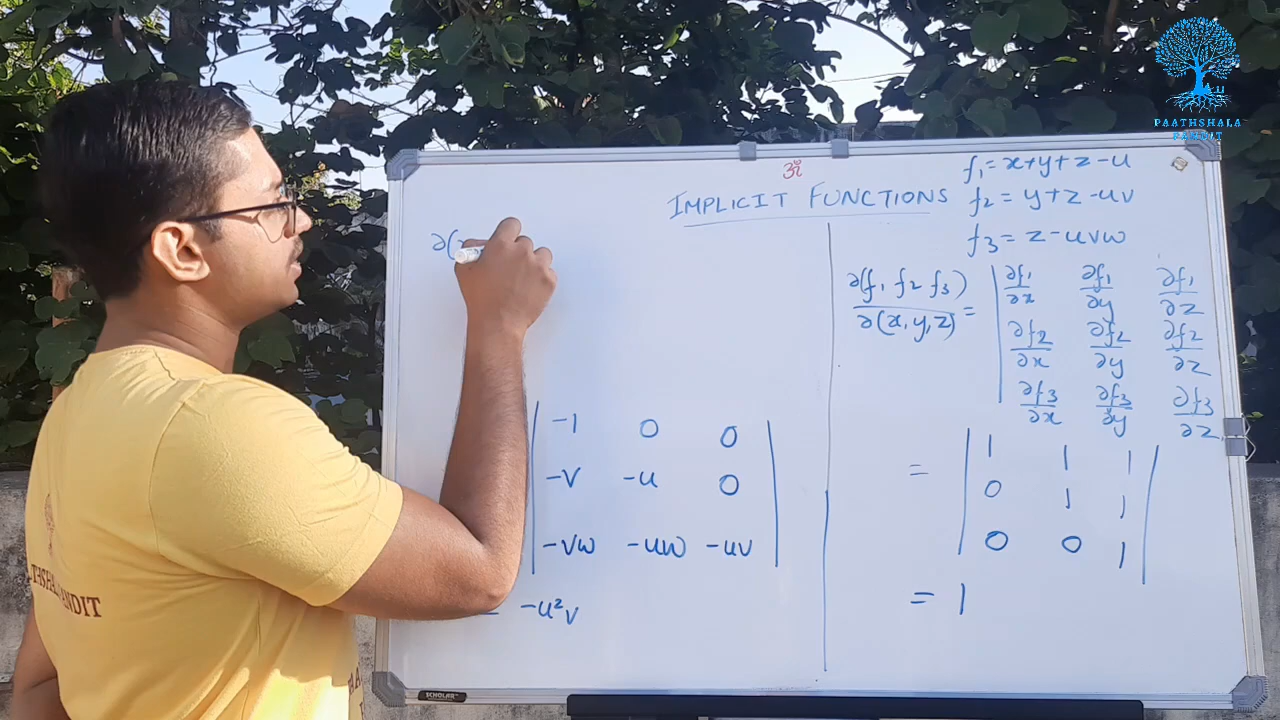 PAATHSHALA
PANDIT
ॐ
IMPLICIT FUNCTIONS
f₁ = x+y+z-u
f₂ = y+z-uv
f₃ = z-uvw
∂(
∂(f₁ f₂ f₃) / ∂(x,y,z) = | ∂f₁/∂x ∂f₁/∂y ∂f₁/∂z
∂f₂/∂x ∂f₂/∂y ∂f₂/∂z
∂f₃/∂x ∂f₃/∂y ∂f₃/∂z
| -1 0 0 |
| -v -u 0 |
| -vw -uw -uv |
= -u²v
= | 1 1 1 |
| 0 1 1 |
| 0 0 1 |
= 1
SCHOLAR